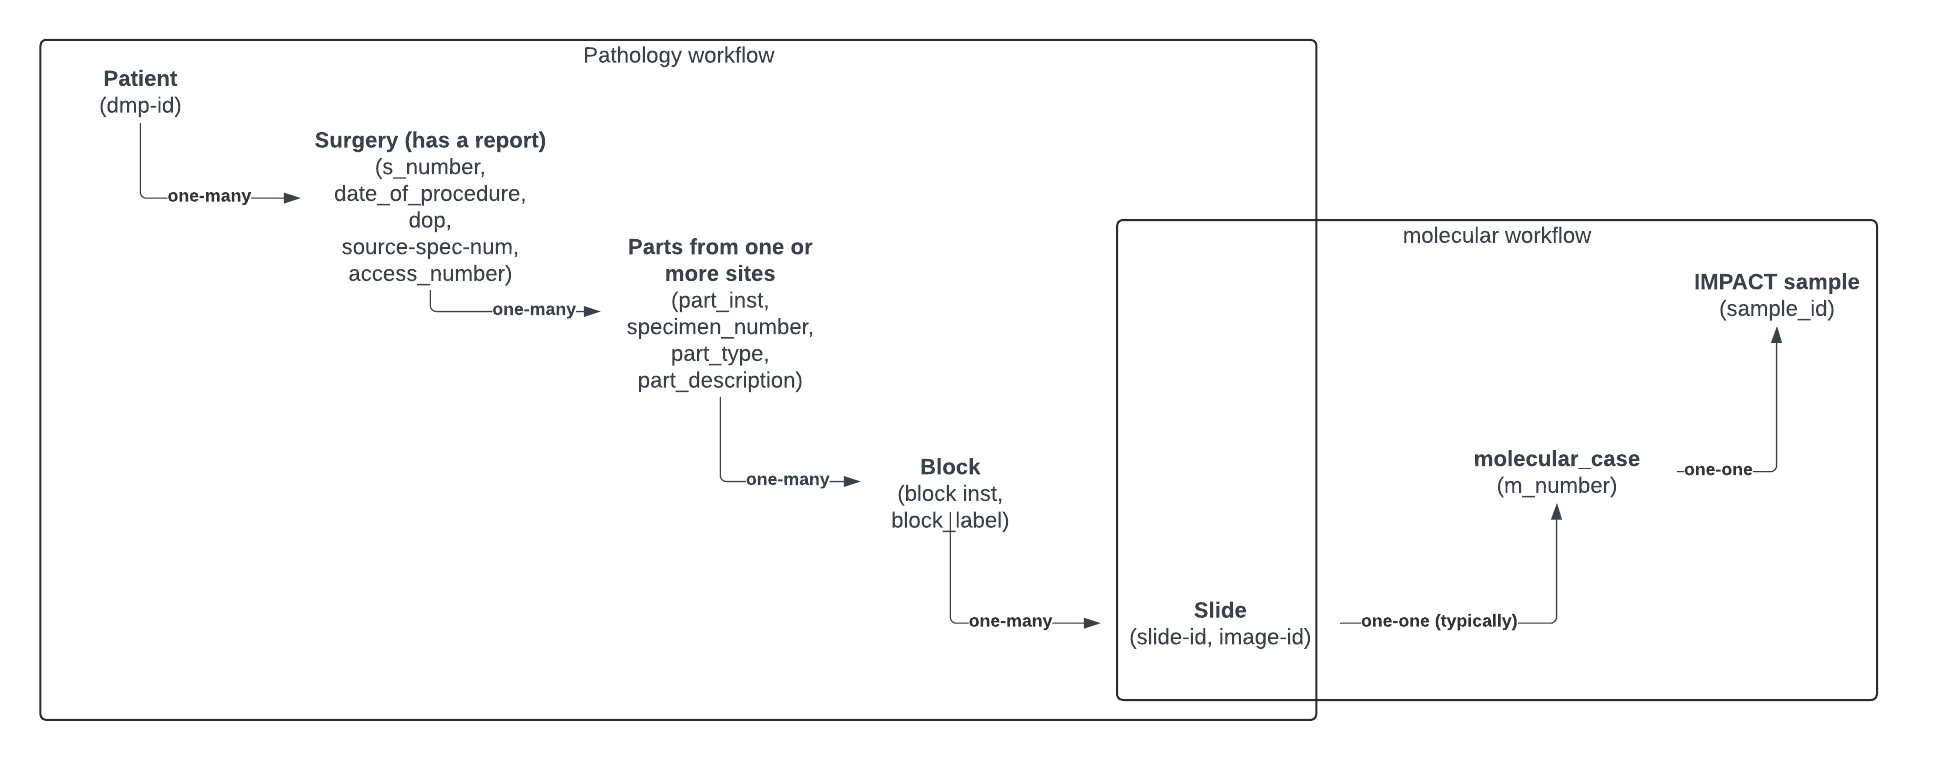 Pathology workflow
Patient
(dmp-id)
one-many
Surgery (has a report)
(s_number,
date_of_procedure,
dop,
source-spec-num,
access_number)
one-many
Parts from one or
more sites
(part_inst,
specimen_number,
part_type,
part_description)
one-many
Block
(block inst,
block_label)
one-many
Slide
(slide-id, image-id)
molecular workflow
one-one (typically)
molecular_case
(m_number)
one-one
IMPACT sample
(sample_id)